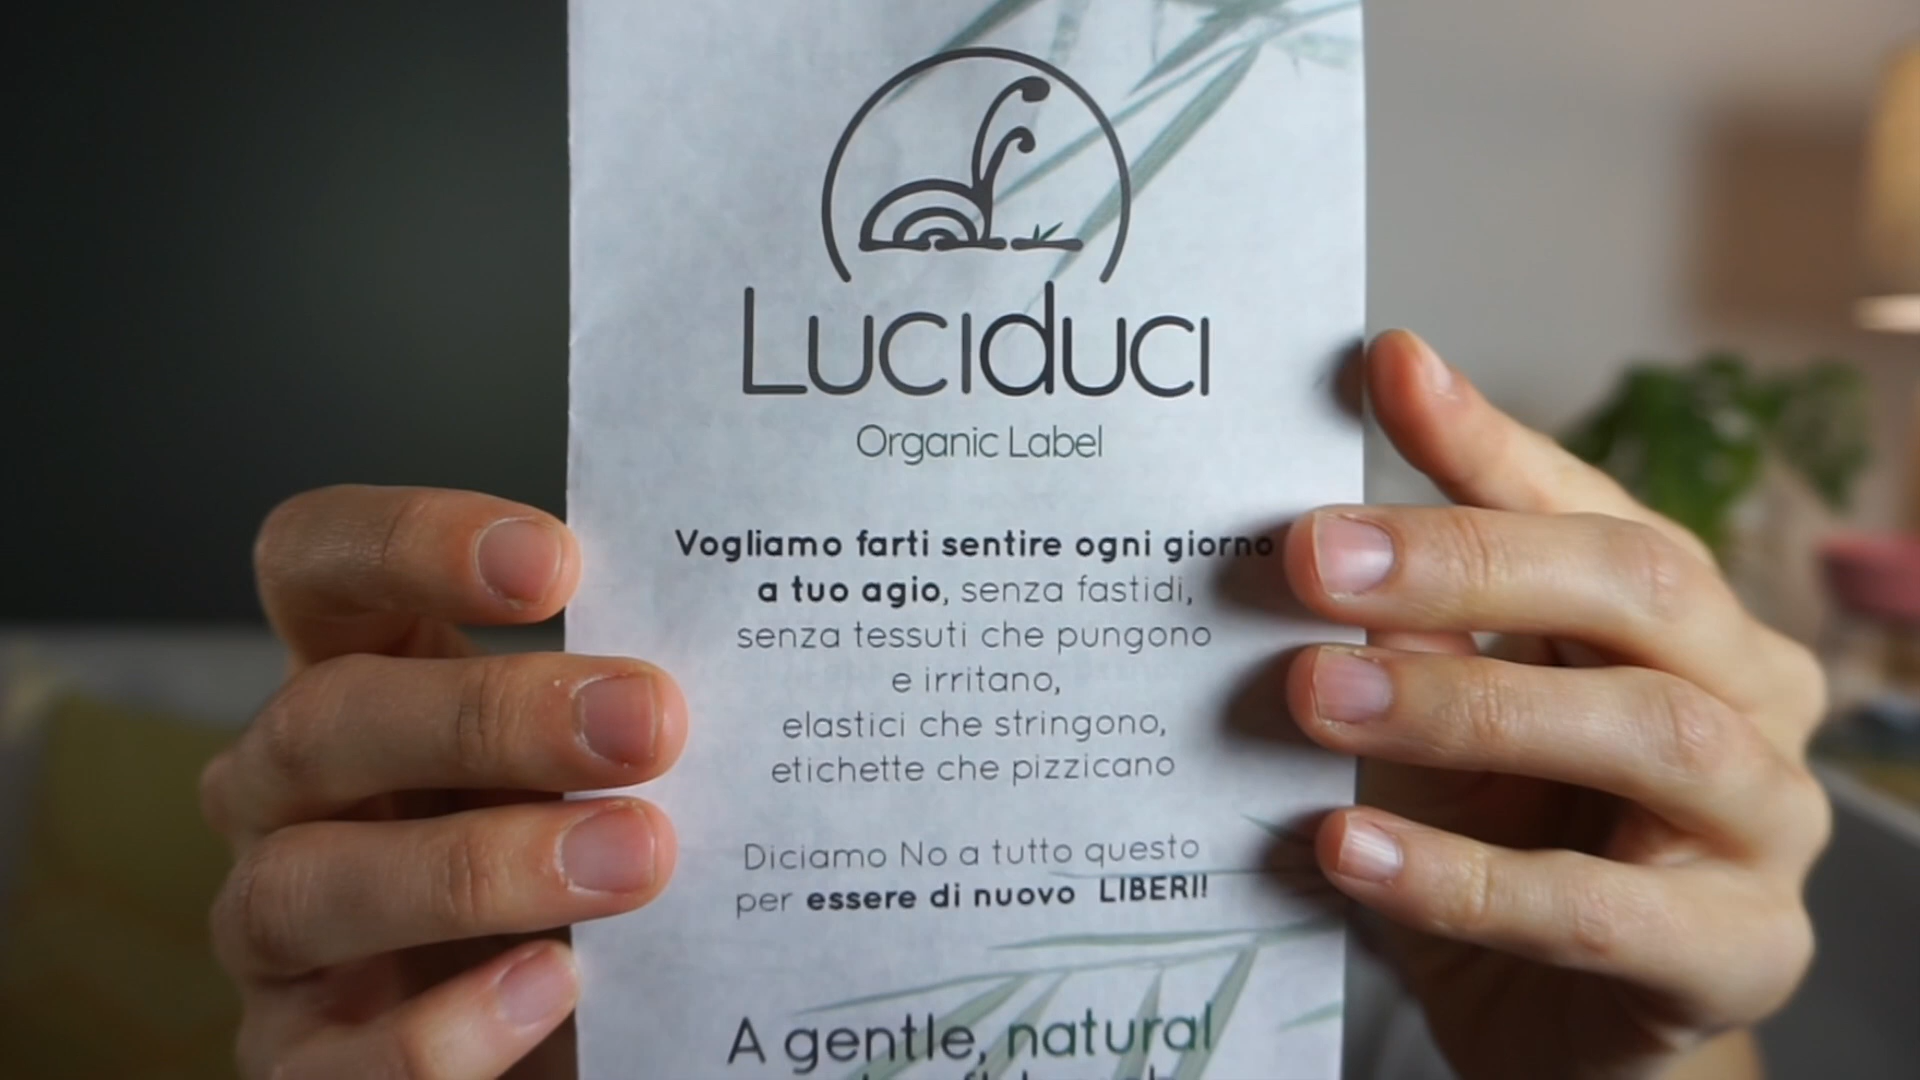 Luciduci
Organic Label
Vogliamo farti sentire ogni giorno
a tuo agio, senza fastidi,
senza tessuti che pungono
e irritano,
elastici che stringono,
etichette che pizzicano
Diciamo No a tutto questo
per essere di nuovo LIBERI!
A gentle, natural